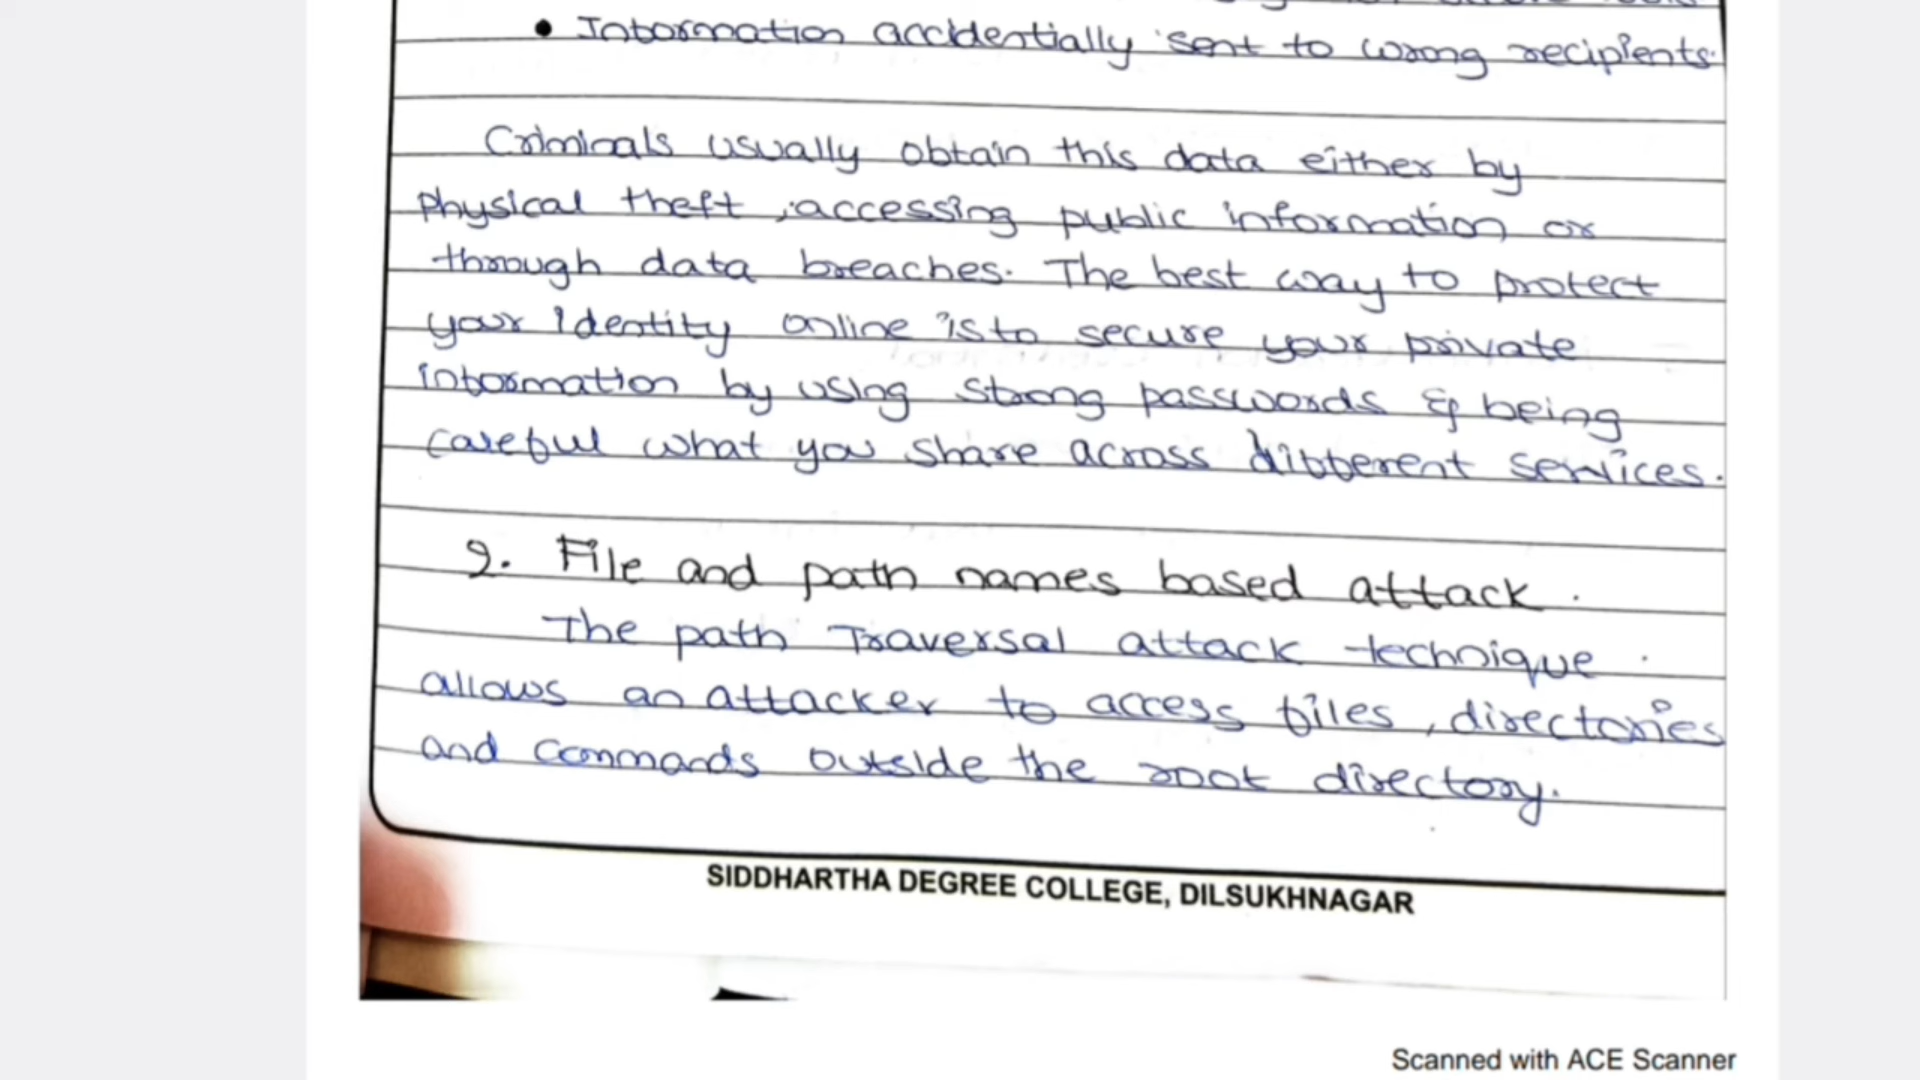 • Information accidentially sent to wrong recipients.
Criminals usually obtain this data either by
physical theft, accessing public information or
through data breaches. The best way to protect
your identity online is to secure your private
information by using strong passwords & being
careful what you share across different services.
2. File and path names based attack.
The path Traversal attack technique
allows an attacker to access files, directories
and commands outside the root directory.
SIDDHARTHA DEGREE COLLEGE, DILSUKHNAGAR
Scanned with ACE Scanner